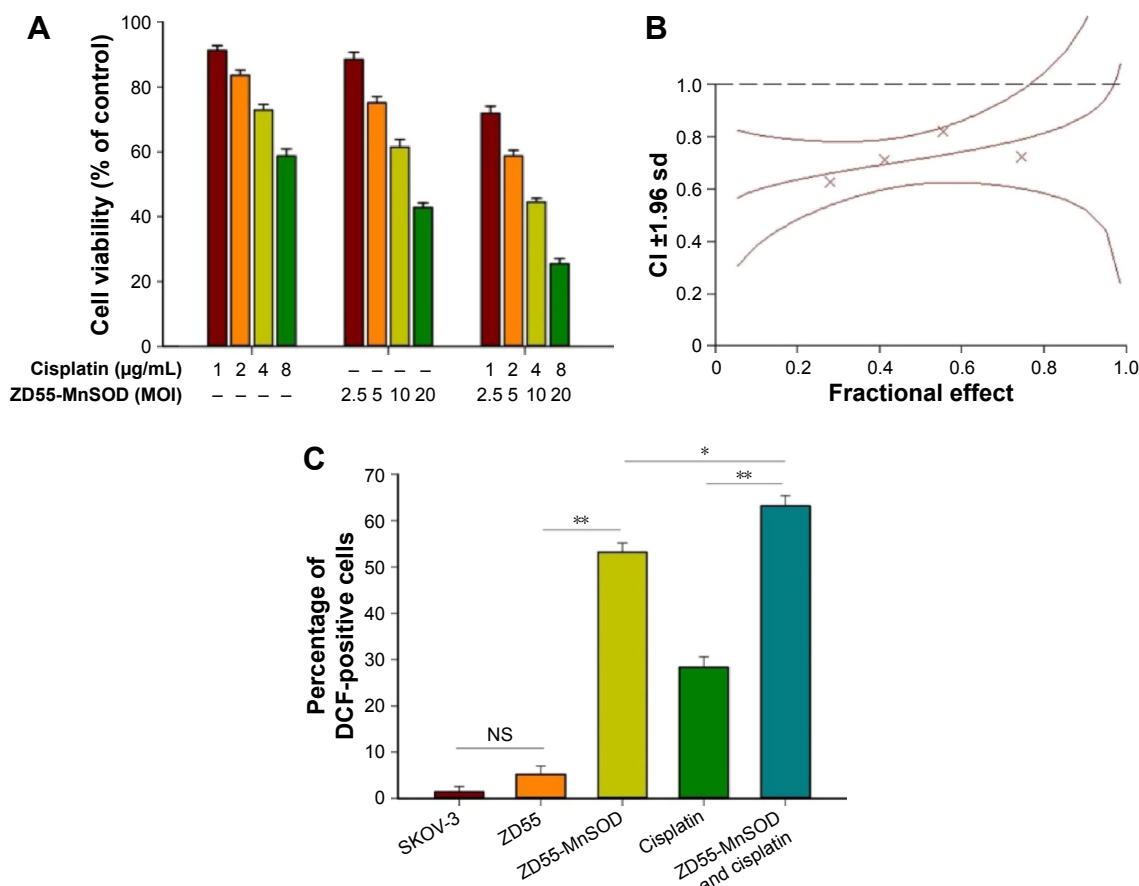 A
Cell viability (% of control)
100
80
60
40
20
0
Cisplatin (µg/mL) 1 2 4 8 – – – – 1 2 4 8
ZD55-MnSOD (MOI) – – – – 2.5 5 10 20 2.5 5 10 20
B
CI ±1.96 sd
1.0
0.8
0.6
0.4
0.2
0
0 0.2 0.4 0.6 0.8 1.0
Fractional effect
C
Percentage of
DCF-positive cells
70
60
50
40
30
20
10
0
NS
**
*
**
SKOV-3
ZD55
ZD55-MnSOD
Cisplatin
ZD55-MnSOD
and cisplatin